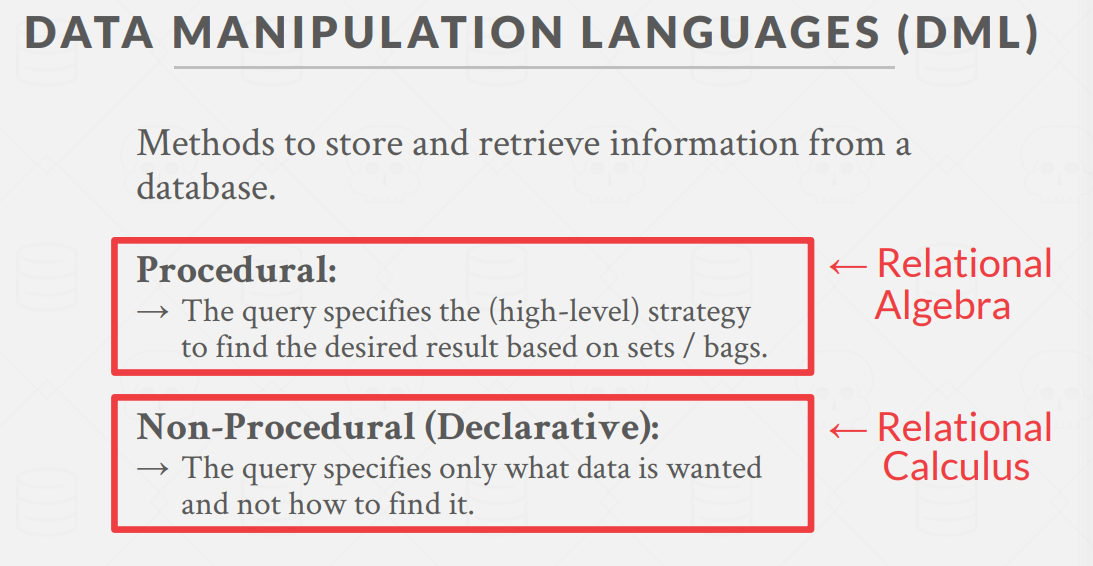 DATA MANIPULATION LANGUAGES (DML)
Methods to store and retrieve information from a
database.
Procedural:
→ The query specifies the (high-level) strategy
to find the desired result based on sets / bags.
← Relational
Algebra
Non-Procedural (Declarative):
→ The query specifies only what data is wanted
and not how to find it.
← Relational
Calculus